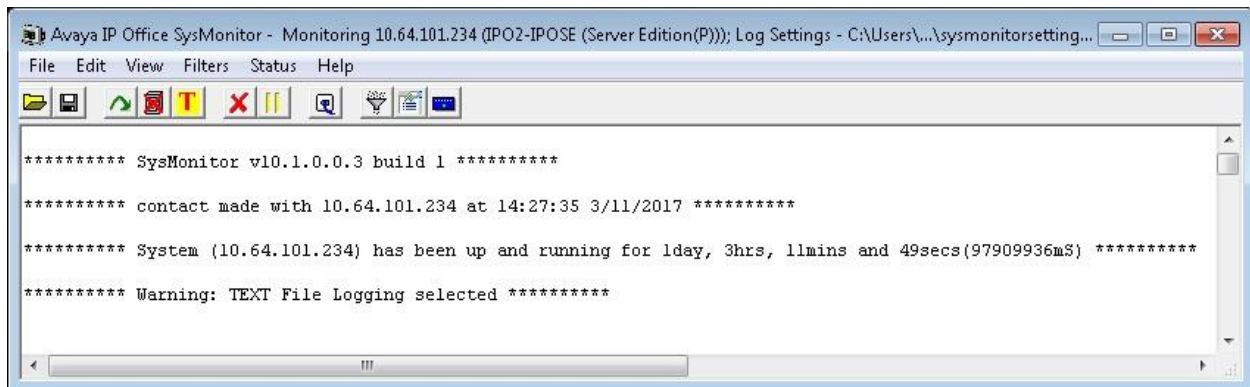 Avaya IP Office SysMonitor - Monitoring 10.64.101.234 (IPO2-IPOSE (Server Edition(P))); Log Settings - C:\Users\...\sysmonitorsetting...
File Edit View Filters Status Help
T
********** SysMonitor v10.1.0.0.3 build 1 **********
********** contact made with 10.64.101.234 at 14:27:35 3/11/2017 **********
********** System (10.64.101.234) has been up and running for 1day, 3hrs, 11mins and 49secs(97909936mS) **********
********** Warning: TEXT File Logging selected **********